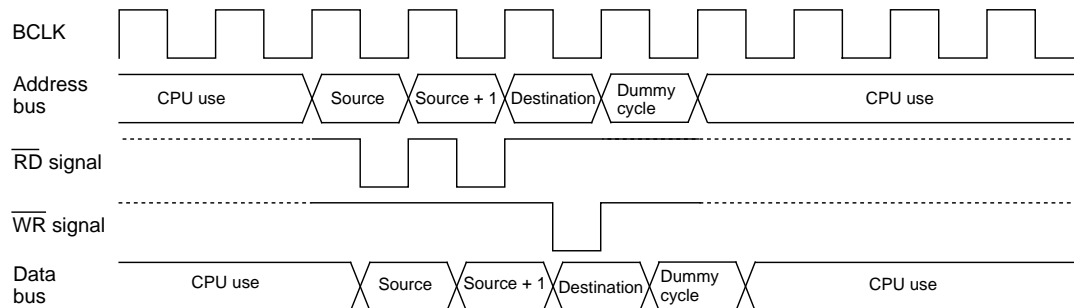 BCLK
Address
bus
CPU use
Source
Source + 1
Destination
Dummy
cycle
CPU use
RD signal
WR signal
Data
bus
CPU use
Source
Source + 1
Destination
Dummy
cycle
CPU use